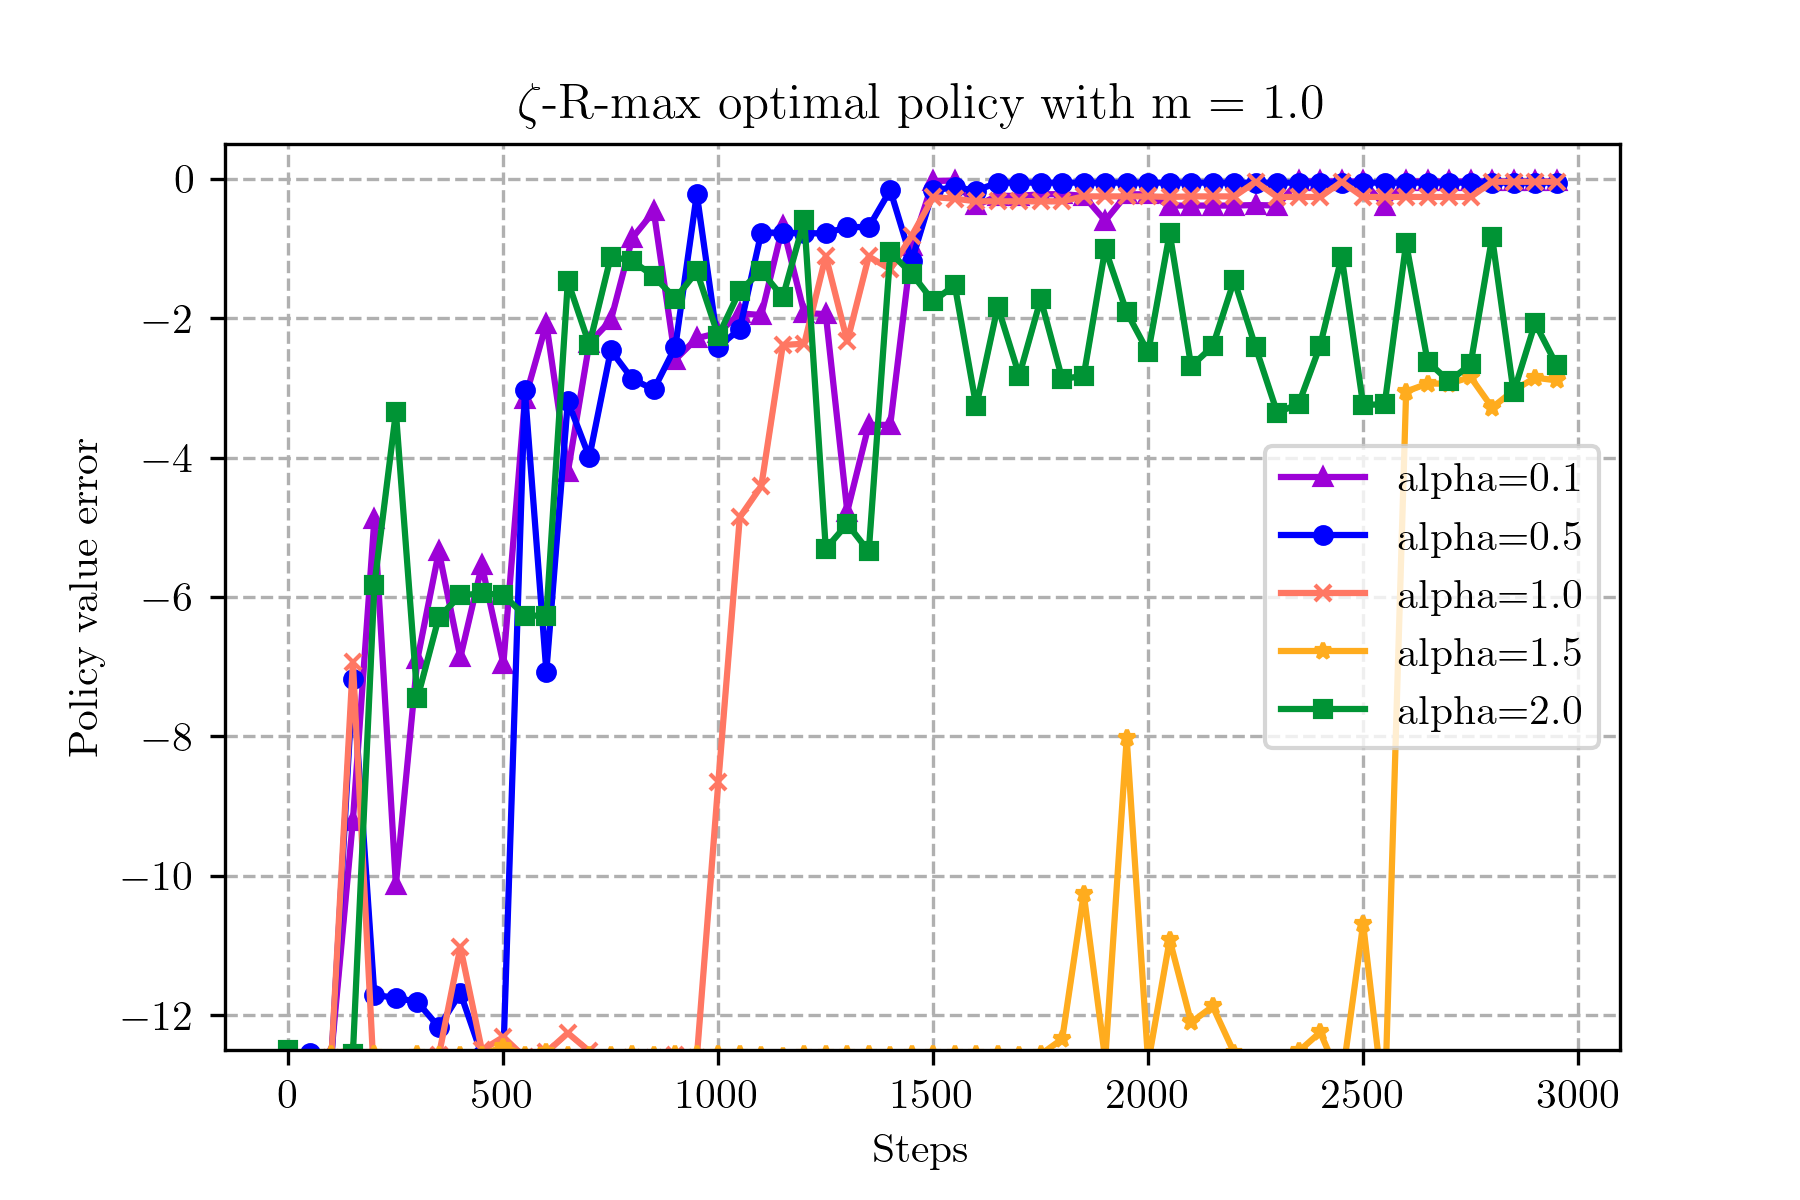 ζ-R-max optimal policy with m = 1.0
Policy value error
0
−2
−4
−6
−8
−10
−12
alpha=0.1
alpha=0.5
alpha=1.0
alpha=1.5
alpha=2.0
0 500 1000 1500 2000 2500 3000
Steps